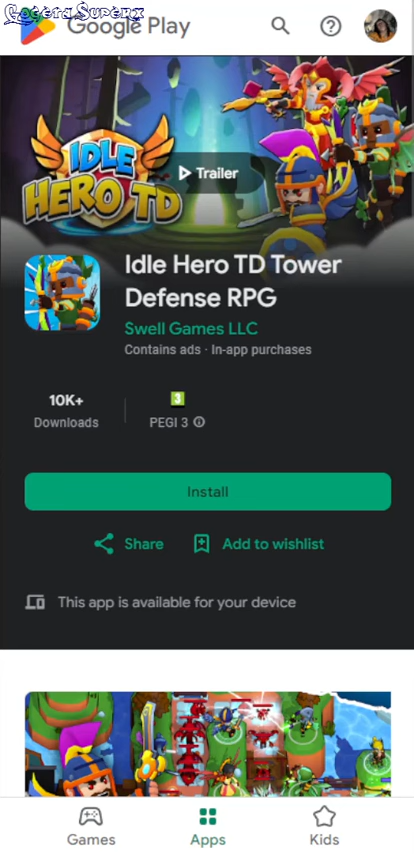 Gogeta Superx
Google Play
Trailer
IDLE
HERO TD
Idle Hero TD Tower
Defense RPG
Swell Games LLC
Contains ads · In-app purchases
10K+
Downloads
3
PEGI 3
Install
Share
Add to wishlist
This app is available for your device
Games
Apps
Kids